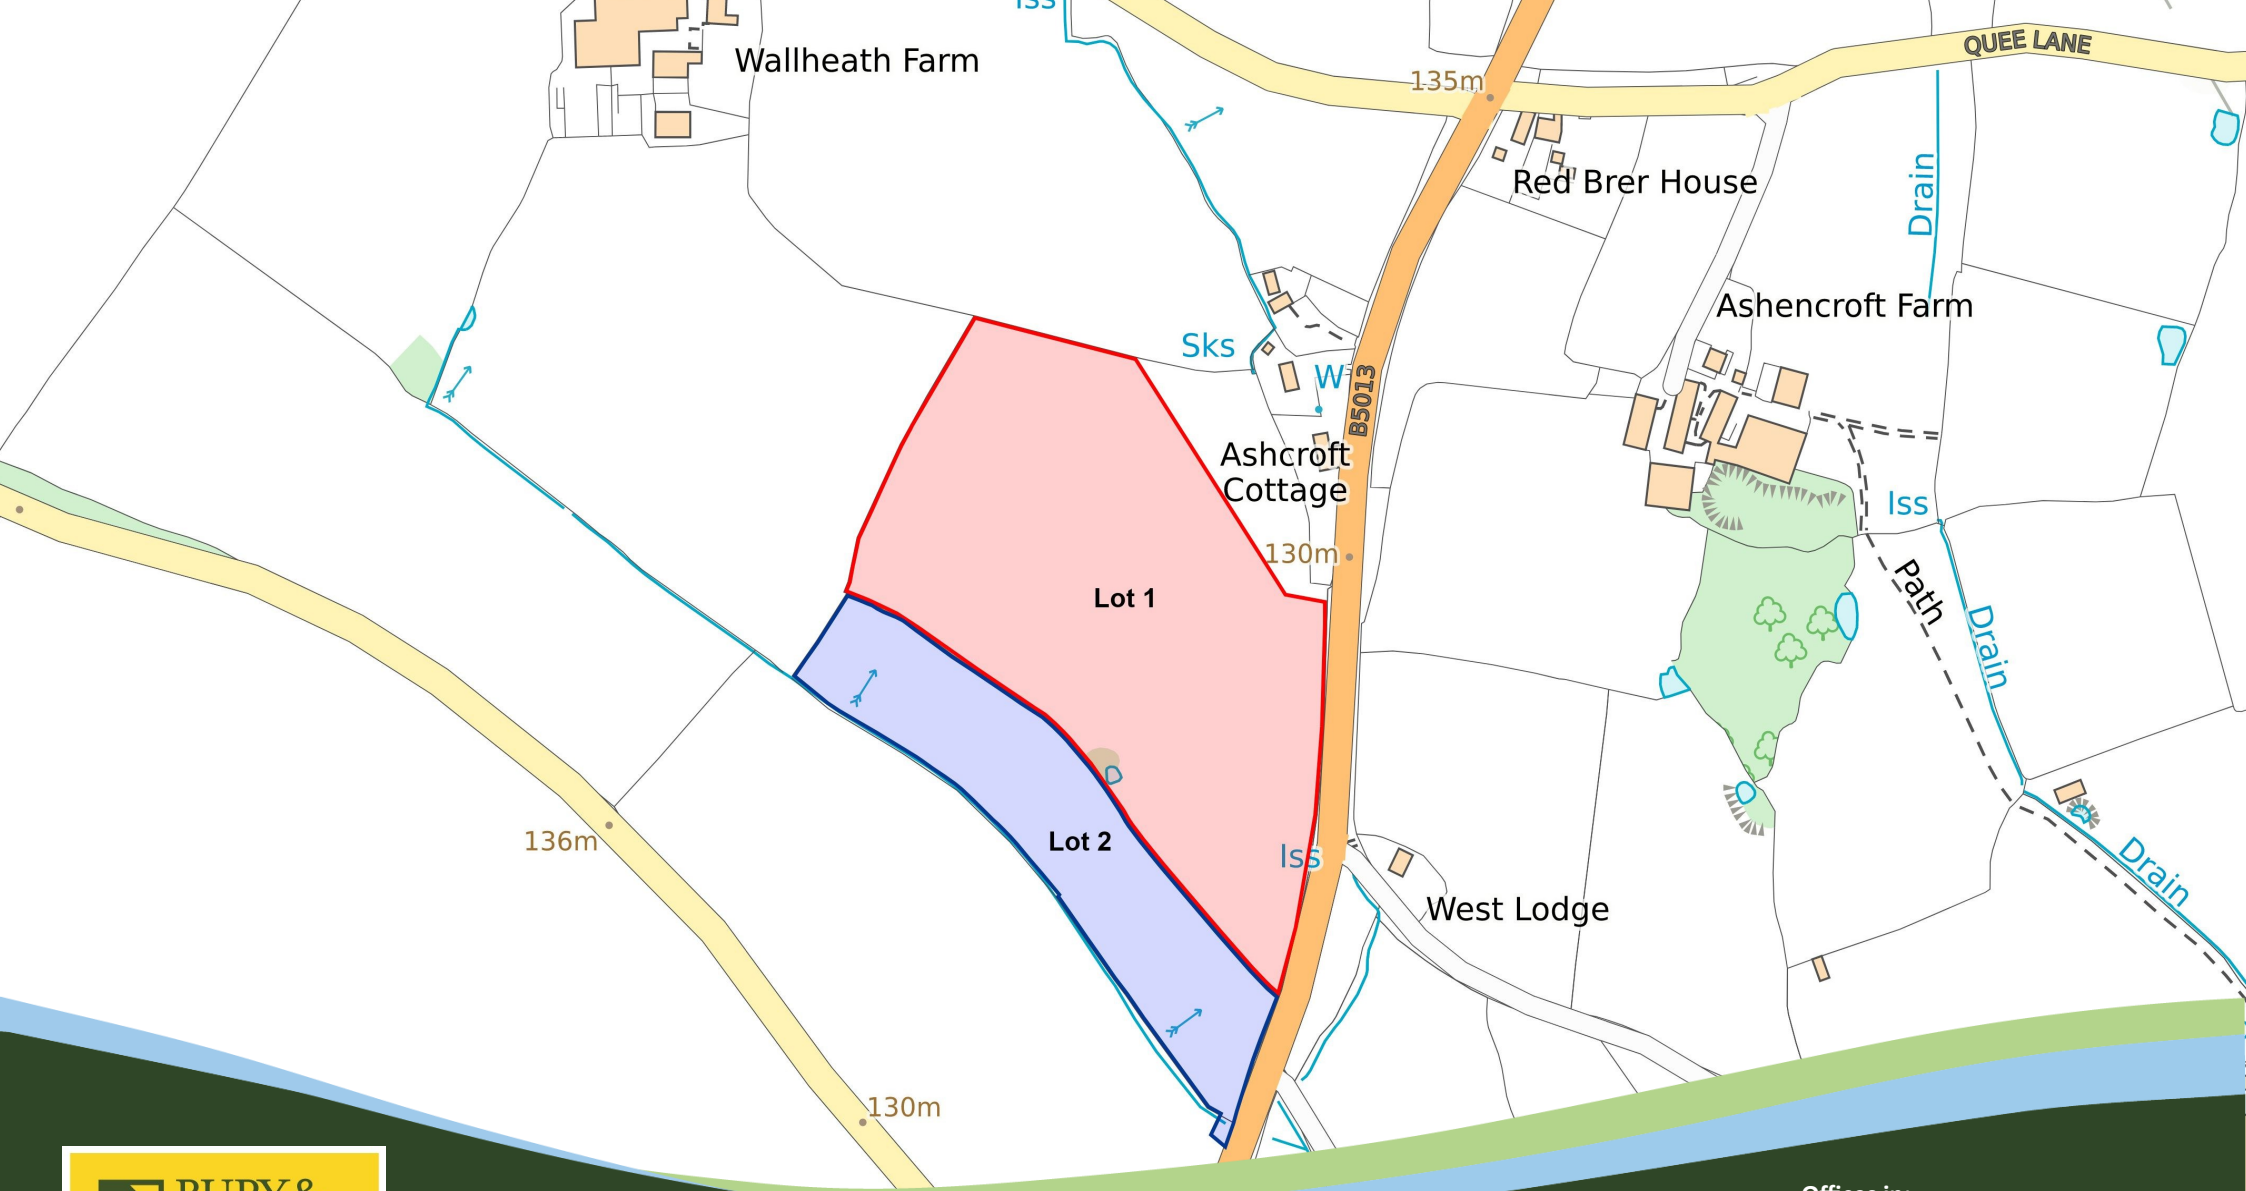 Iss
Wallheath Farm
135m
QUEE LANE
Red Brer House
Drain
Ashencroft Farm
Sks
W
B5013
Ashcroft
Cottage
130m
Iss
Path
Lot 1
Drain
136m
Lot 2
Iss
West Lodge
Drain
130m